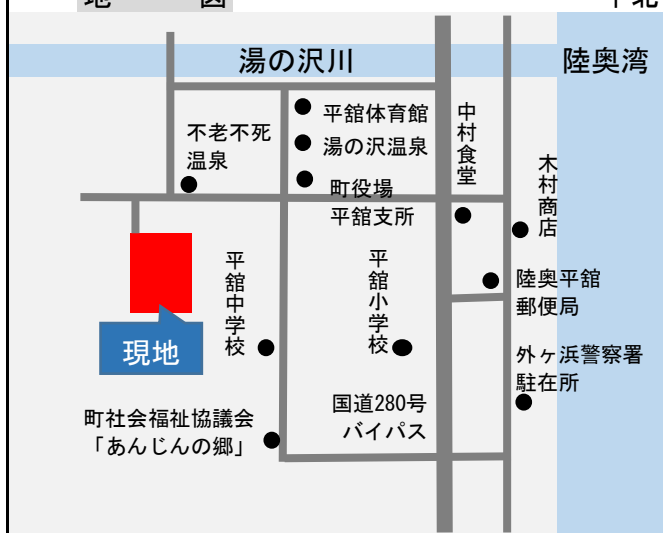 地　図
湯の沢川
陸奥湾
不老不死
温泉
平舘体育館
湯の沢温泉
町役場
平舘支所
中村食堂
木村商店
平舘中学校
平舘小学校
陸奥平舘
郵便局
現地
外ヶ浜警察署
駐在所
国道280号
バイパス
町社会福祉協議会
「あんじんの郷」